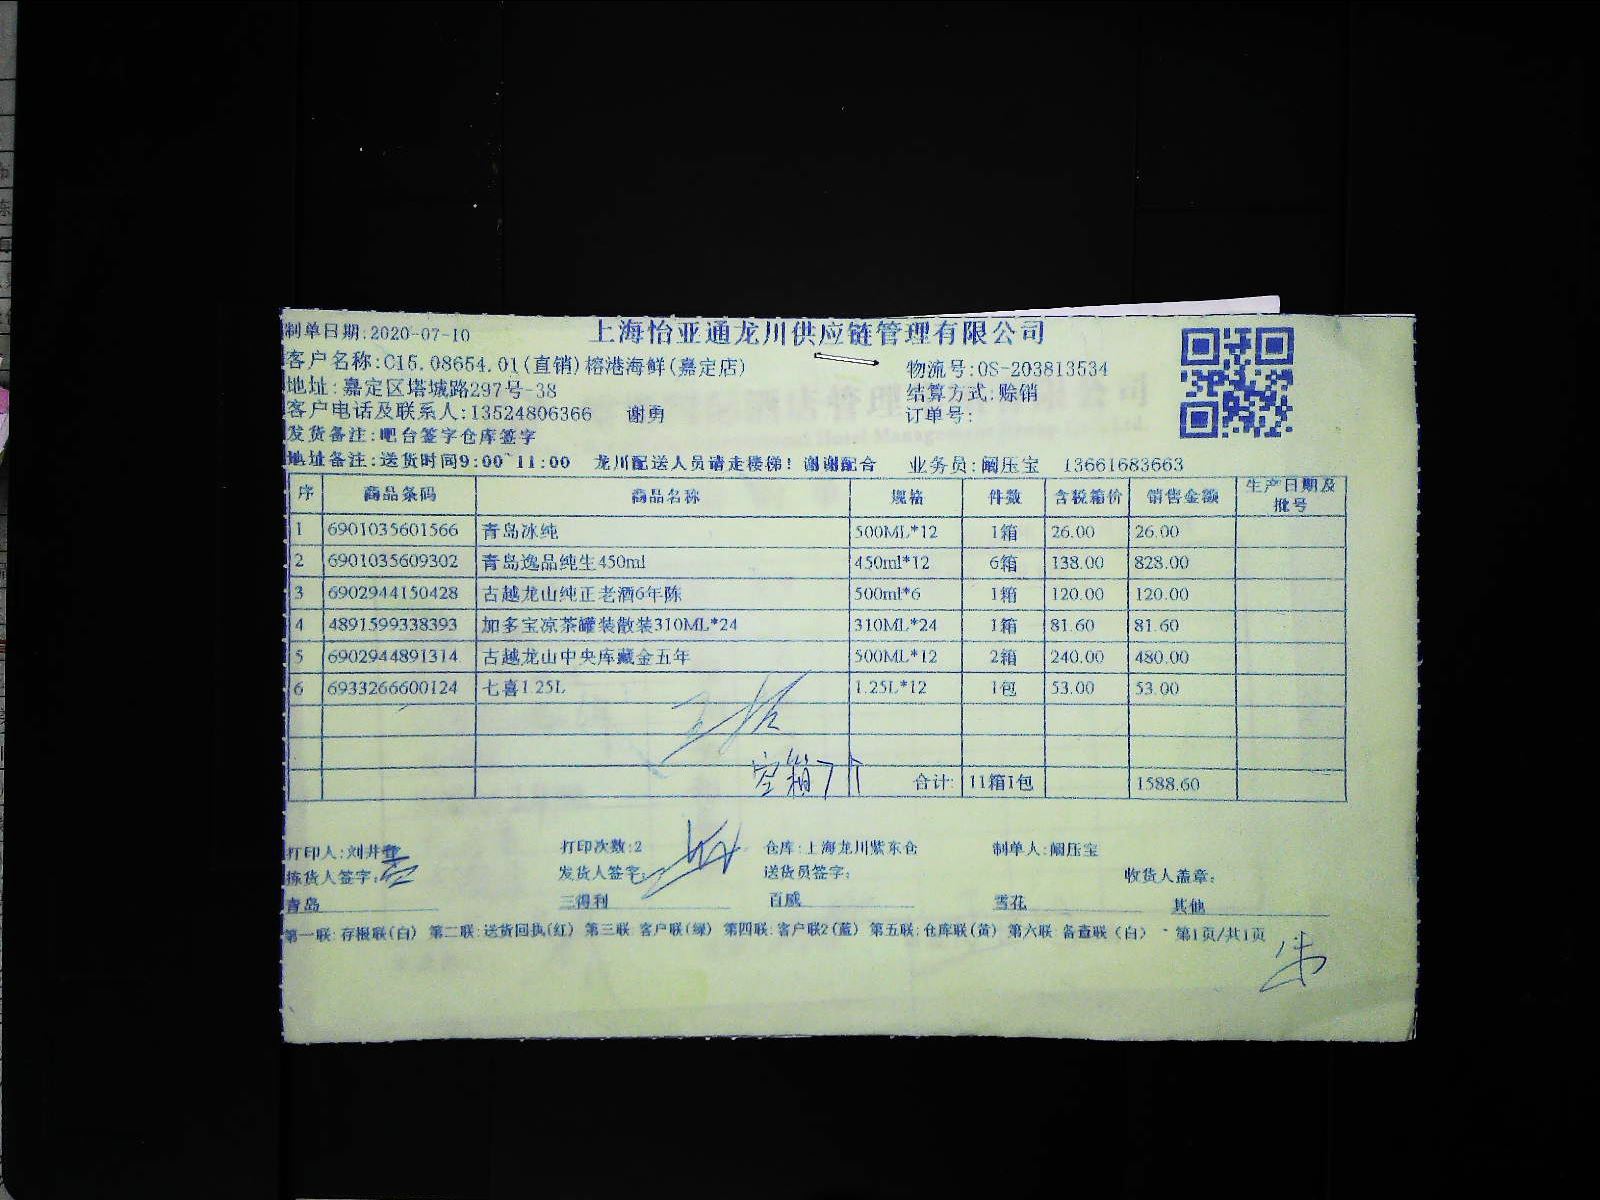 上海怡亚通龙川供应链管理有限公司
制单日期:2020-07-10
客户名称:C15.08654.01(直销)榕港海鲜(嘉定店) 物流号:OS-203813534
地址:嘉定区塔城路297号-38 结算方式:赊销
客户电话及联系人:13524806366 谢勇 订单号:
发货备注:吧台签字仓库签字
地址备注:送货时间9:00~11:00 龙川配送人员请走楼梯!谢谢配合 业务员:阚压宝 13661683663
序 商品条码 商品名称 规格 件数 含税箱价 销售金额 生产日期及批号
1 6901035601566 青岛冰纯 500ML*12 1箱 26.00 26.00
2 6901035609302 青岛逸品纯生450ml 450ml*12 6箱 138.00 828.00
3 6902944150428 古越龙山纯正老酒6年陈 500ml*6 1箱 120.00 120.00
4 4891599338393 加多宝凉茶罐装散装310ML*24 310ML*24 1箱 81.60 81.60
5 6902944891314 古越龙山中央库藏金五年 500ML*12 2箱 240.00 480.00
6 6933266600124 七喜1.25L 1.25L*12 1包 53.00 53.00
空箱7个 合计: 11箱1包 1588.60
打印人:刘井 打印次数:2 仓库:上海龙川紫东仓 制单人:阚压宝
拣货人签字: 发货人签字: 送货员签字: 收货人盖章:
青岛 三得利 百威 雪花 其他
第一联:存根联(白) 第二联:送货回执(红) 第三联:客户联(绿) 第四联:客户联2(蓝) 第五联:仓库联(黄) 第六联:备查联(白) 第1页/共1页